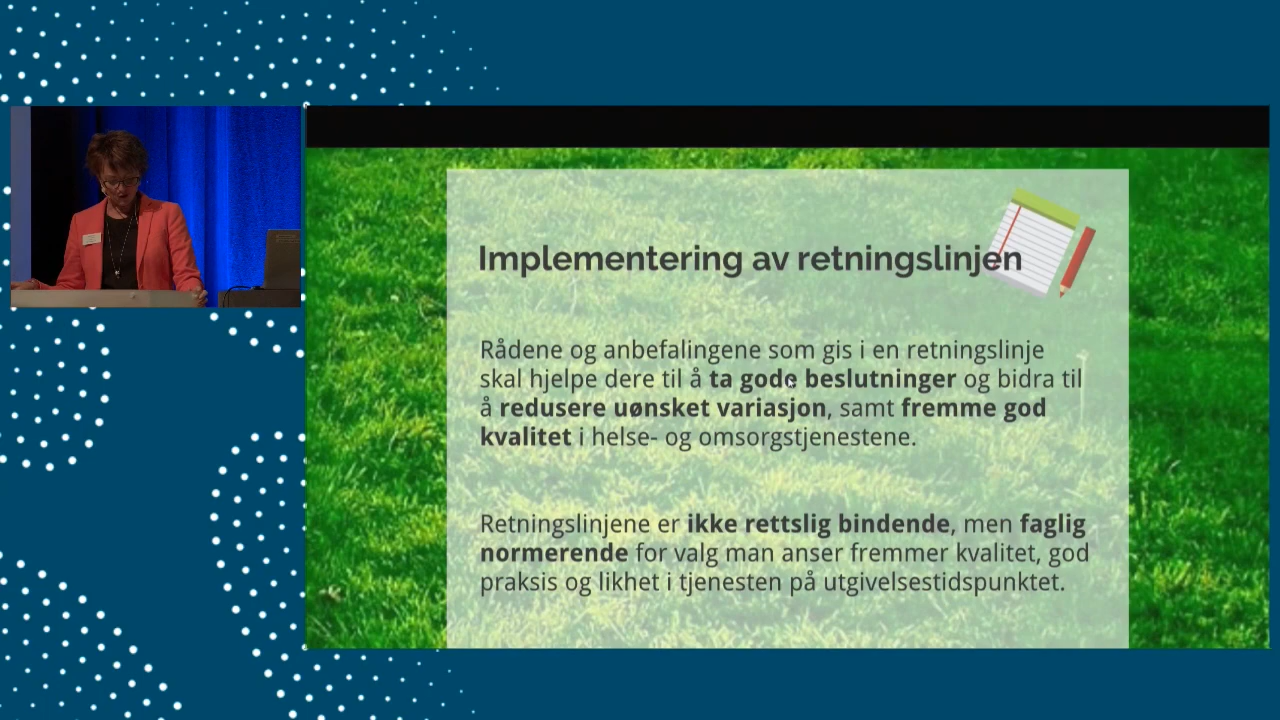 Implementering av retningslinjen
Rådene og anbefalingene som gis i en retningslinje
skal hjelpe dere til å ta gode beslutninger og bidra til
å redusere uønsket variasjon, samt fremme god
kvalitet i helse- og omsorgstjenestene.
Retningslinjene er ikke rettslig bindende, men faglig
normerende for valg man anser fremmer kvalitet, god
praksis og likhet i tjenesten på utgivelsestidspunktet.